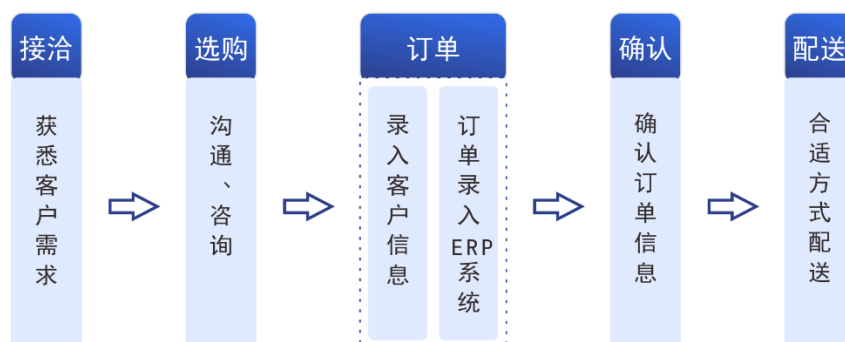 接洽
获悉客户需求
选购
沟通、咨询
订单
录入客户信息
订单录入ERP系统
确认
确认订单信息
配送
合适方式配送